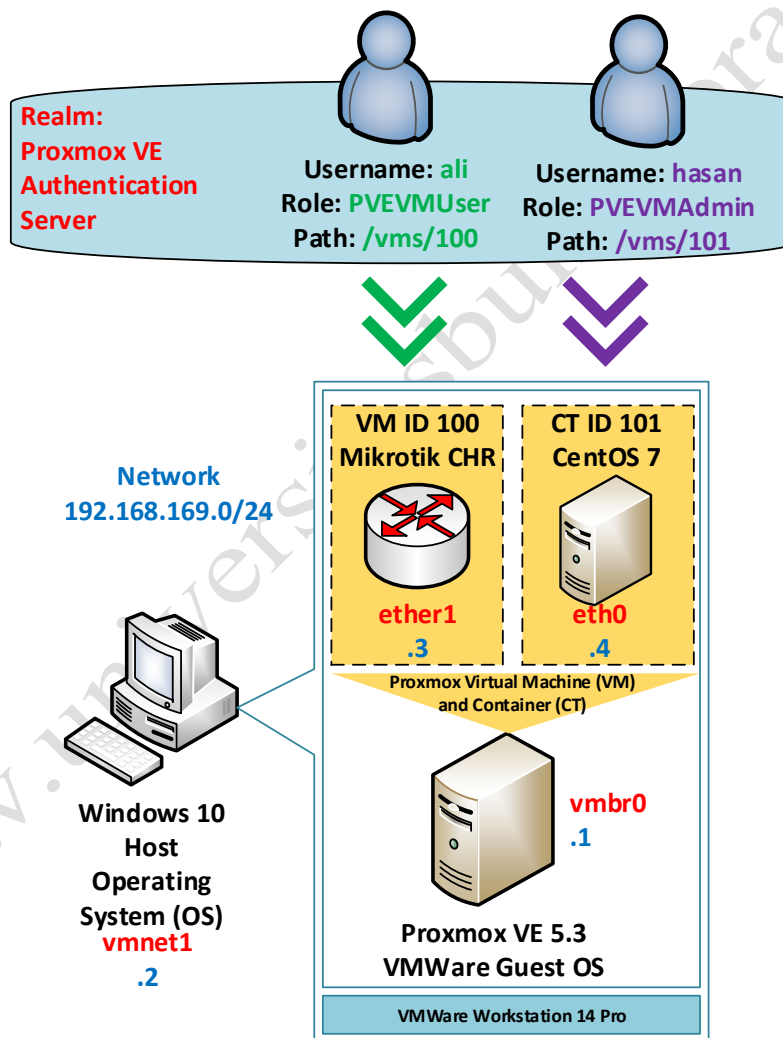 Realm:
Proxmox VE
Authentication
Server
Username: ali
Role: PVEVMUser
Path: /vms/100
Username: hasan
Role: PVEVMAdmin
Path: /vms/101
VM ID 100
Mikrotik CHR
ether1
.3
CT ID 101
CentOS 7
eth0
.4
Network
192.168.169.0/24
Proxmox Virtual Machine (VM)
and Container (CT)
vmbr0
.1
Windows 10
Host
Operating
System (OS)
vmnet1
.2
Proxmox VE 5.3
VMWare Guest OS
VMWare Workstation 14 Pro